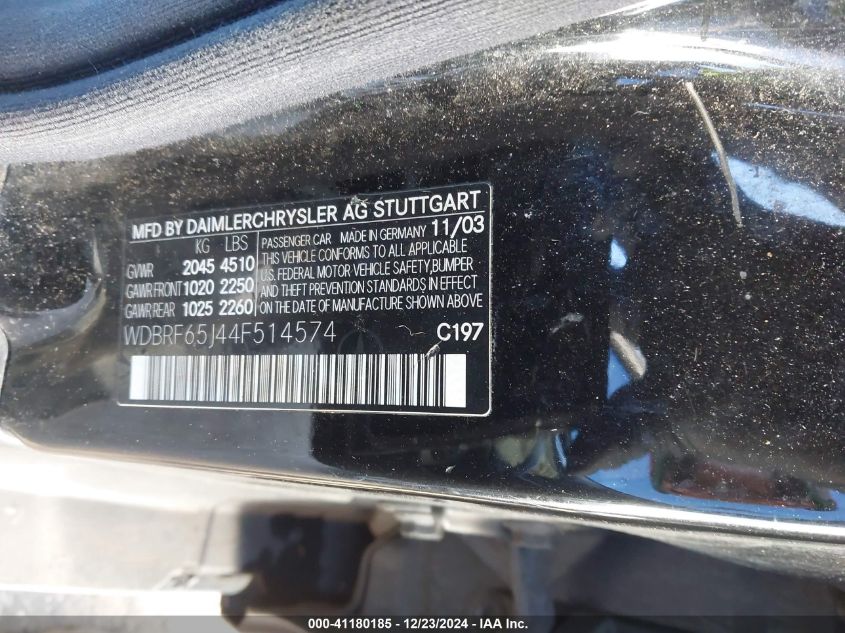 MFD BY DAIMLERCHRYSLER AG STUTTGART
KG LBS
GVWR 2045 4510
GAWR FRONT 1020 2250
GAWR REAR 1025 2260
PASSENGER CAR MADE IN GERMANY 11/03
THIS VEHICLE CONFORMS TO ALL APPLICABLE
U.S. FEDERAL MOTOR VEHICLE SAFETY, BUMPER
AND THEFT PREVENTION STANDARDS IN EFFECT
ON THE DATE OF MANUFACTURE SHOWN ABOVE
WDBRF65J44F514574 C197
000-41180185 - 12/23/2024 - IAA Inc.